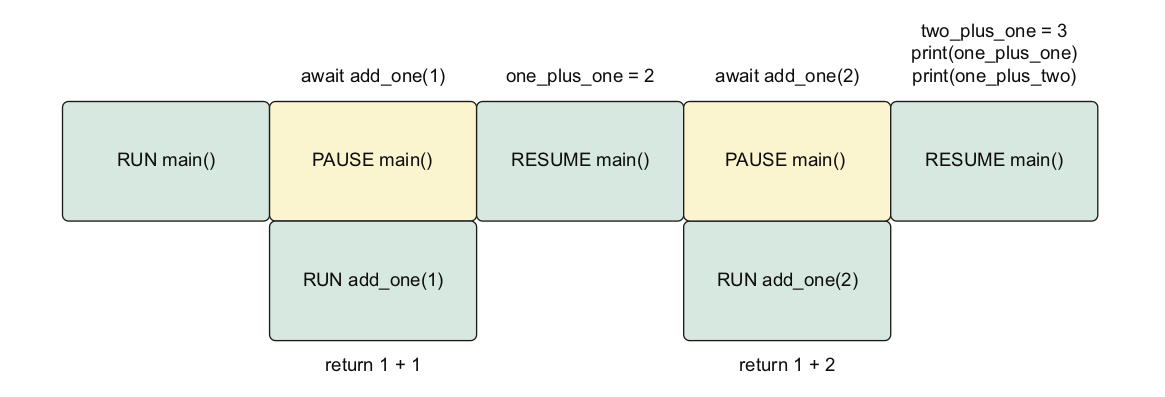 two_plus_one = 3
print(one_plus_one)
await add_one(1)
one_plus_one = 2
await add_one(2)
print(one_plus_two)
RUN main()
PAUSE main()
RESUME main()
PAUSE main()
RESUME main()
RUN add_one(1)
RUN add_one(2)
return 1 + 1
return 1 + 2